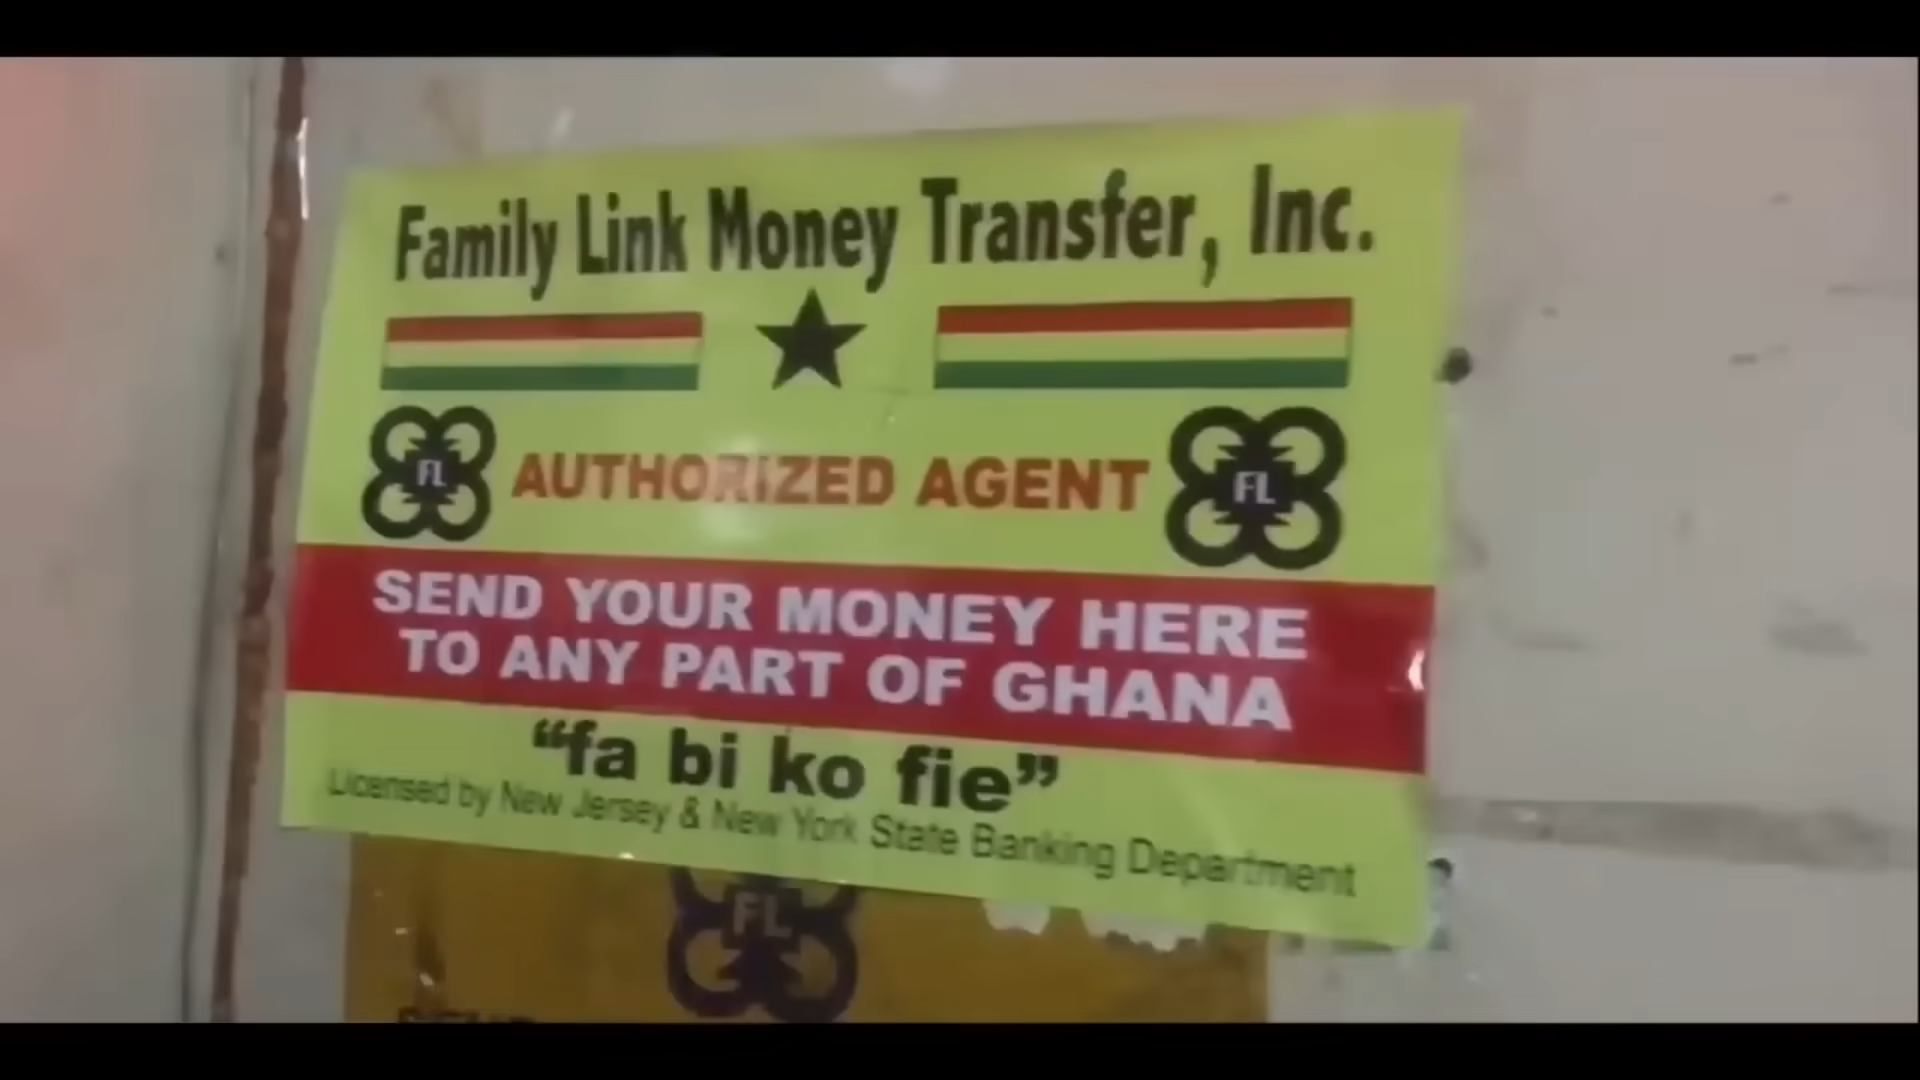 Family Link Money Transfer, Inc.
FL AUTHORIZED AGENT FL
SEND YOUR MONEY HERE
TO ANY PART OF GHANA
“fa bi ko fie”
Licensed by New Jersey & New York State Banking Department
FL